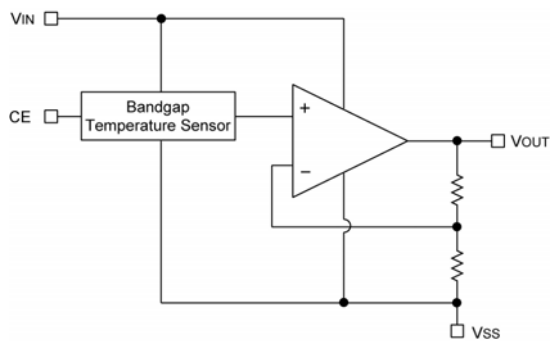 VIN
CE
Bandgap
Temperature Sensor
+
−
VOUT
VSS